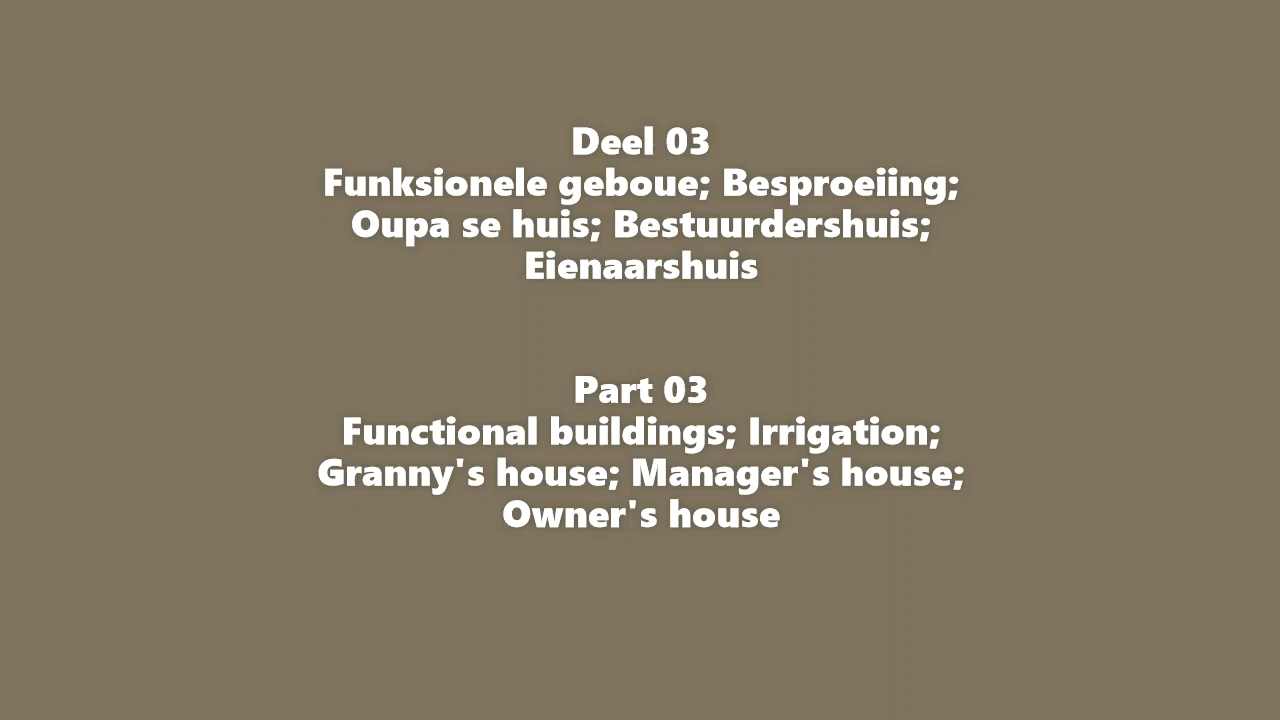 Deel 03
Funksionele geboue; Besproeiing;
Oupa se huis; Bestuurdershuis;
Eienaarshuis
Part 03
Functional buildings; Irrigation;
Granny's house; Manager's house;
Owner's house